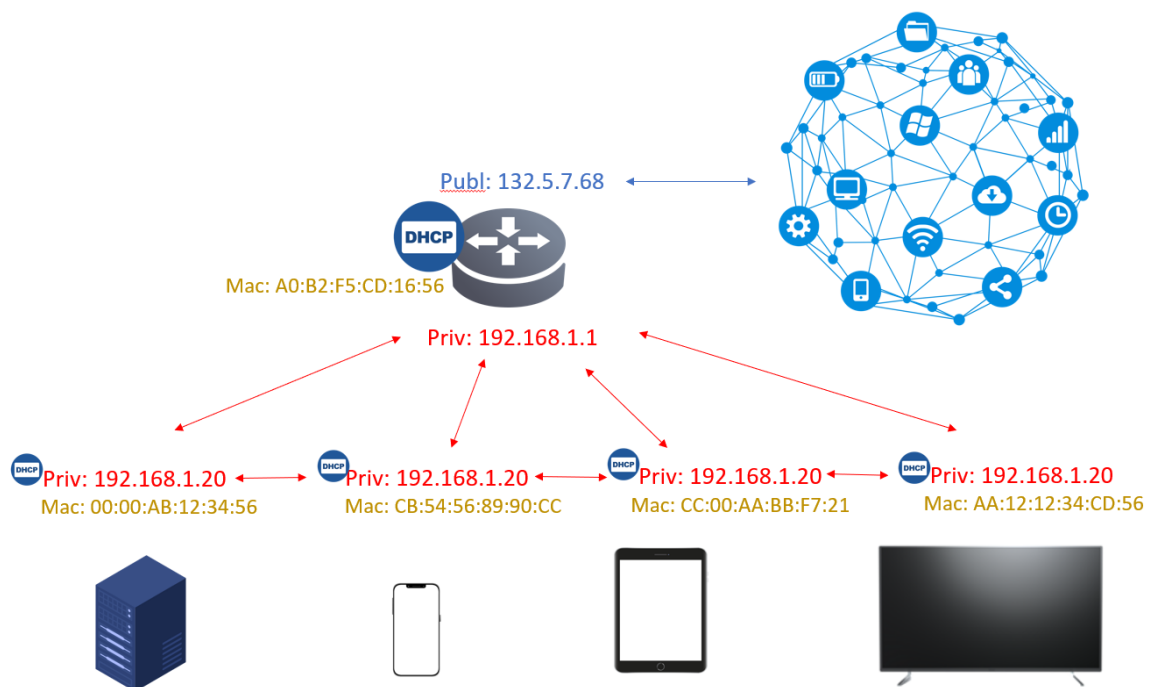 Publ: 132.5.7.68
DHCP
Mac: A0:B2:F5:CD:16:56
Priv: 192.168.1.1
DHCP Priv: 192.168.1.20
Mac: 00:00:AB:12:34:56
DHCP Priv: 192.168.1.20
Mac: CB:54:56:89:90:CC
DHCP Priv: 192.168.1.20
Mac: CC:00:AA:BB:F7:21
DHCP Priv: 192.168.1.20
Mac: AA:12:12:34:CD:56